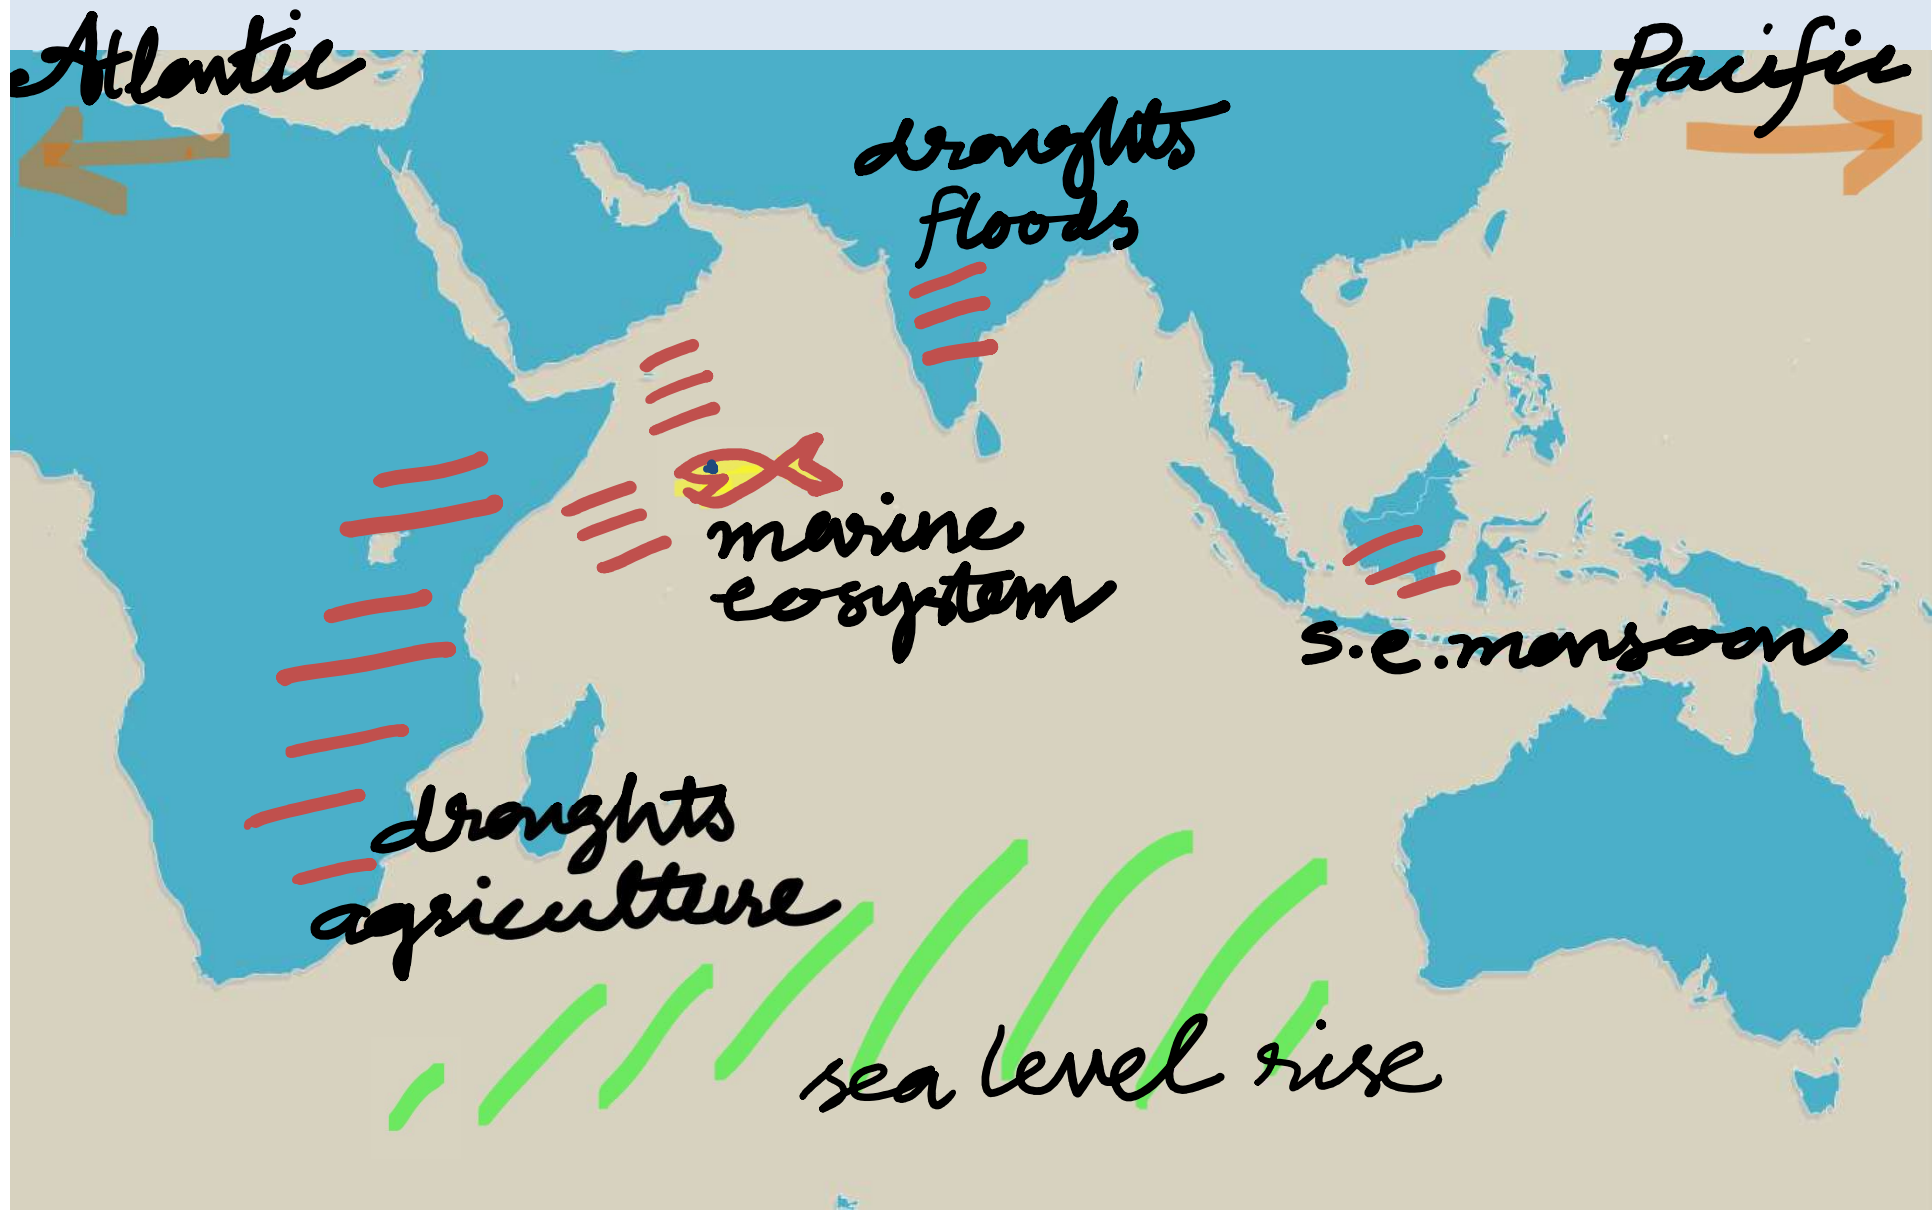 Atlantic
Pacific
droughts
floods
marine
ecosystem
s.e.monsoon
droughts
agriculture
sea level rise